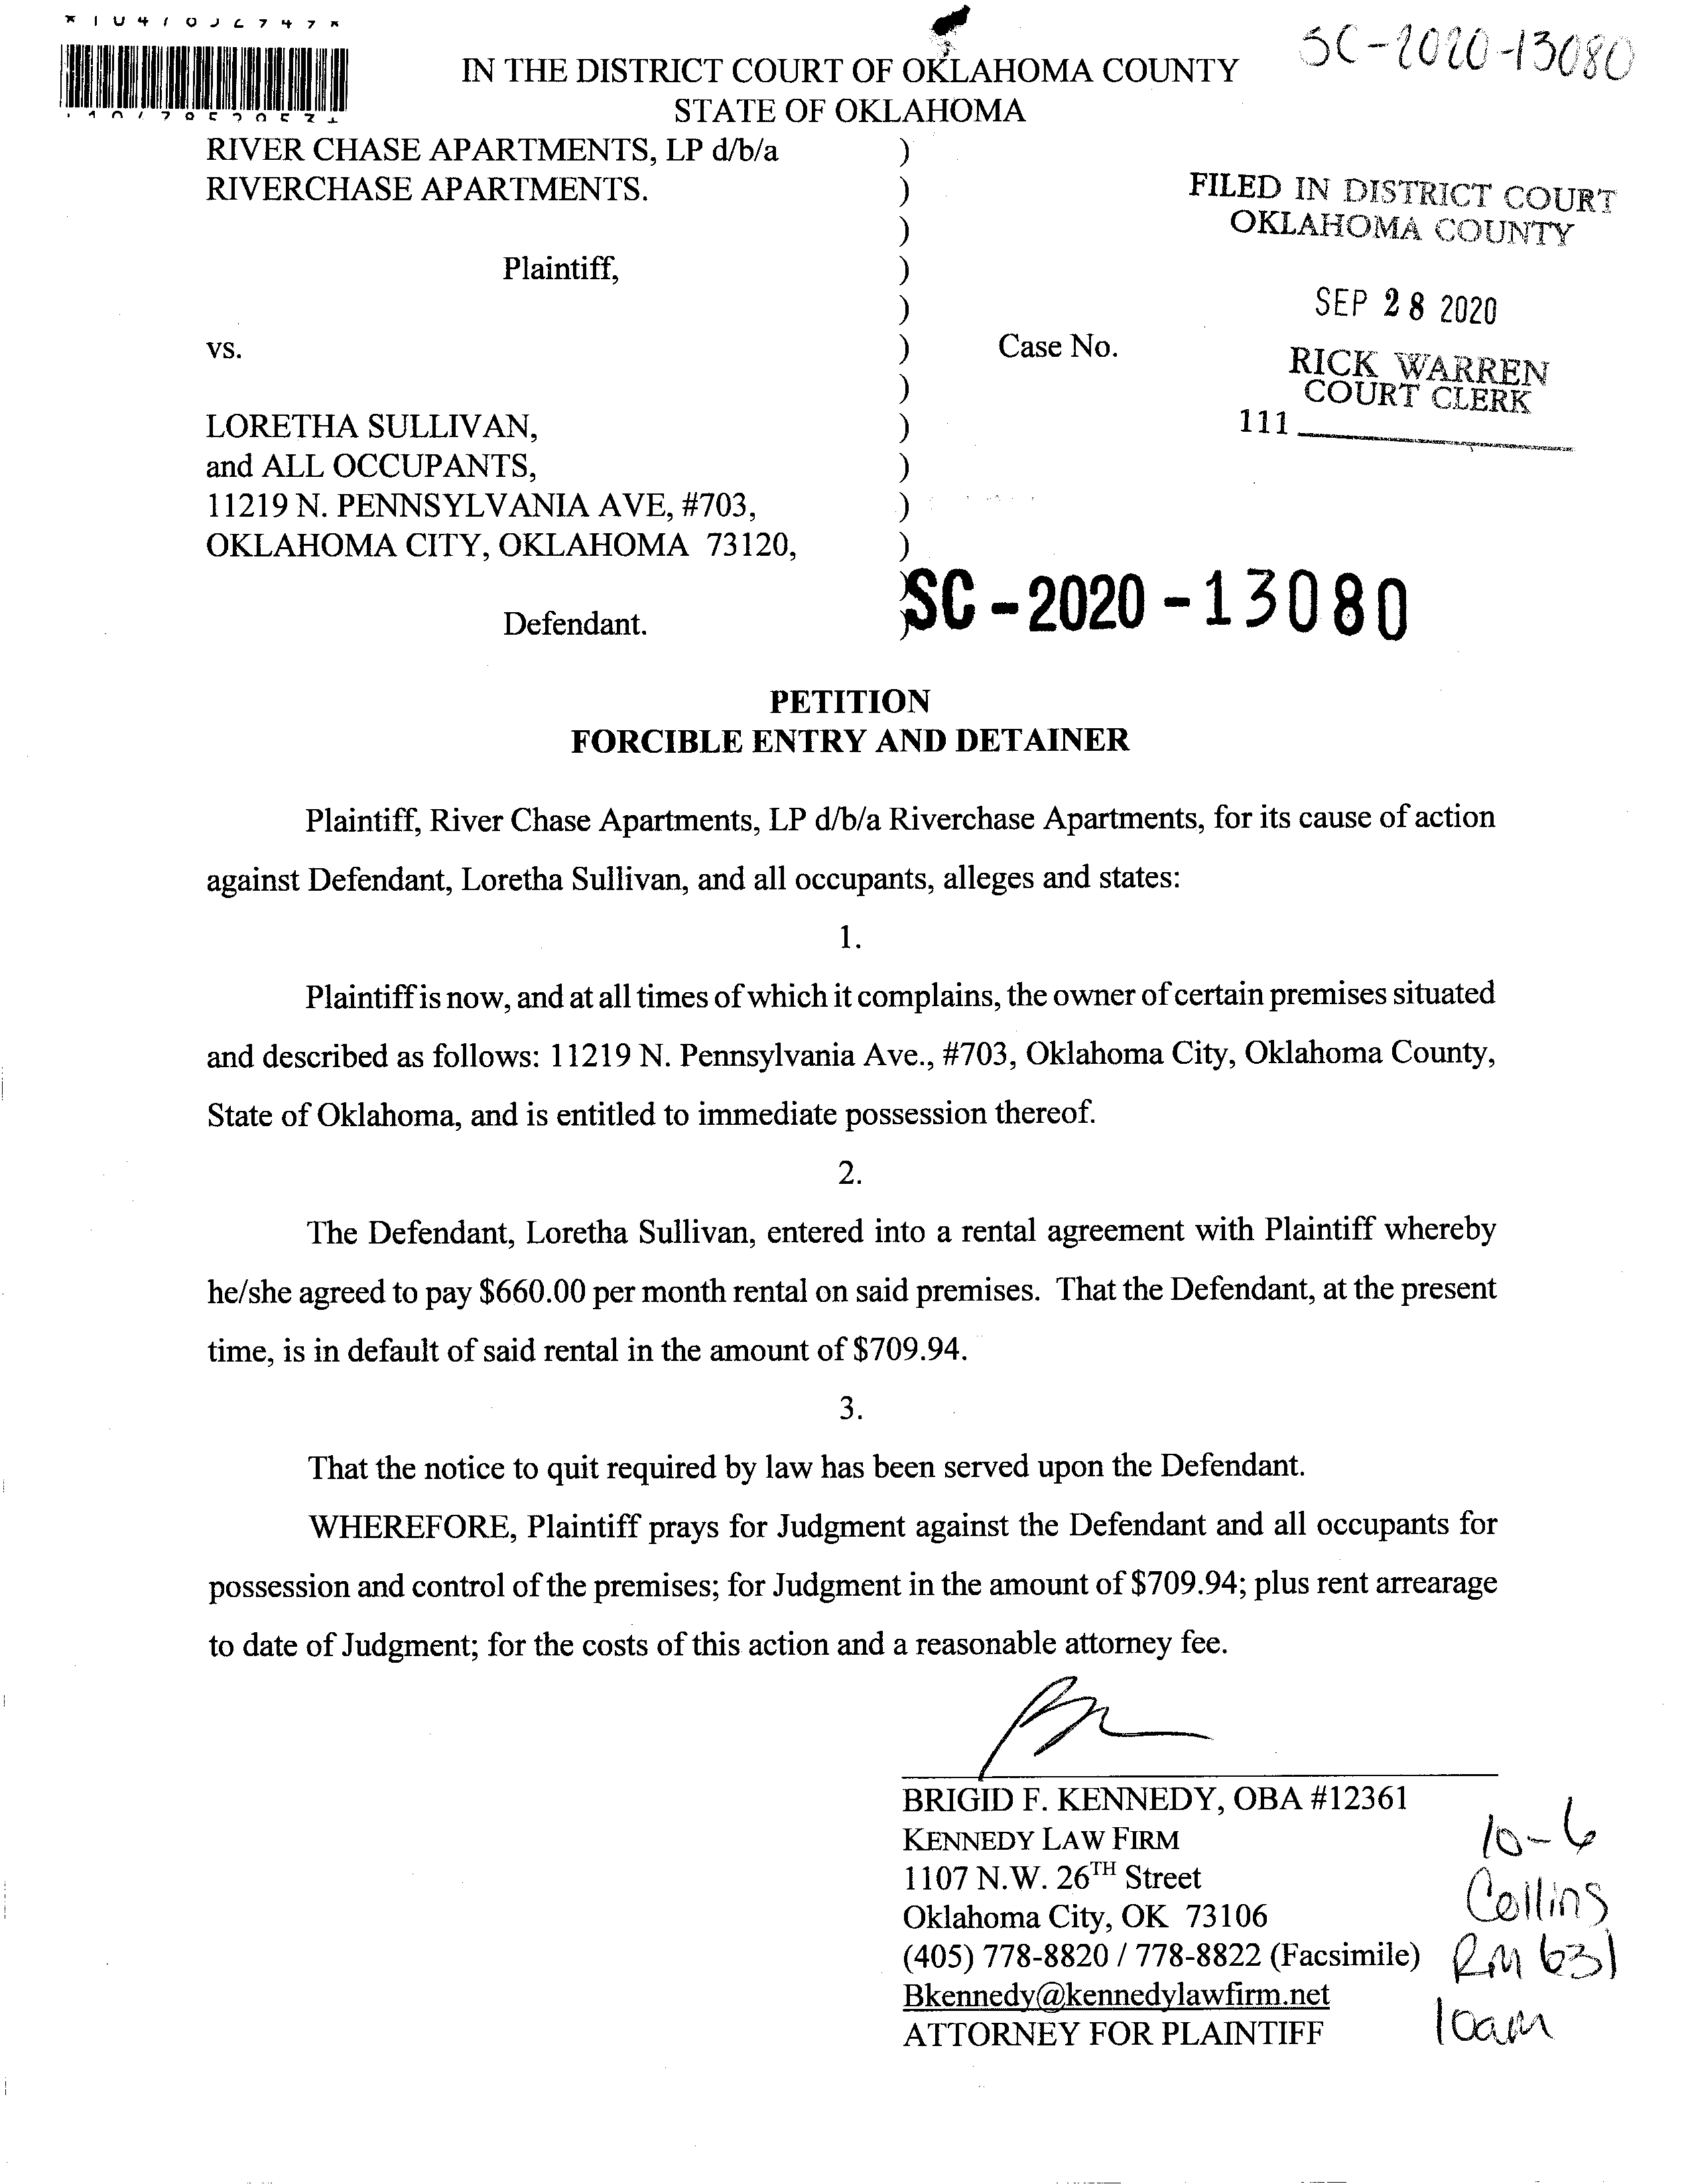 SC-2020-13080
IN THE DISTRICT COURT OF OKLAHOMA COUNTY
STATE OF OKLAHOMA
RIVER CHASE APARTMENTS, LP d/b/a )
RIVERCHASE APARTMENTS. )
)
Plaintiff, )
)
vs. ) Case No.
)
LORETHA SULLIVAN, )
and ALL OCCUPANTS, )
11219 N. PENNSYLVANIA AVE, #703, )
OKLAHOMA CITY, OKLAHOMA 73120, )
)
Defendant. )
FILED IN DISTRICT COURT
OKLAHOMA COUNTY
SEP 28 2020
RICK WARREN
COURT CLERK
111
SC-2020-13080
PETITION
FORCIBLE ENTRY AND DETAINER
Plaintiff, River Chase Apartments, LP d/b/a Riverchase Apartments, for its cause of action
against Defendant, Loretha Sullivan, and all occupants, alleges and states:
1.
Plaintiff is now, and at all times of which it complains, the owner of certain premises situated
and described as follows: 11219 N. Pennsylvania Ave., #703, Oklahoma City, Oklahoma County,
State of Oklahoma, and is entitled to immediate possession thereof.
2.
The Defendant, Loretha Sullivan, entered into a rental agreement with Plaintiff whereby
he/she agreed to pay $660.00 per month rental on said premises. That the Defendant, at the present
time, is in default of said rental in the amount of $709.94.
3.
That the notice to quit required by law has been served upon the Defendant.
WHEREFORE, Plaintiff prays for Judgment against the Defendant and all occupants for
possession and control of the premises; for Judgment in the amount of $709.94; plus rent arrearage
to date of Judgment; for the costs of this action and a reasonable attorney fee.
BRIGID F. KENNEDY, OBA #12361
KENNEDY LAW FIRM
1107 N.W. 26TH Street
Oklahoma City, OK 73106
(405) 778-8820 / 778-8822 (Facsimile)
Bkennedy@kennedylawfirm.net
ATTORNEY FOR PLAINTIFF
10-6
Collins
RM 631
10am